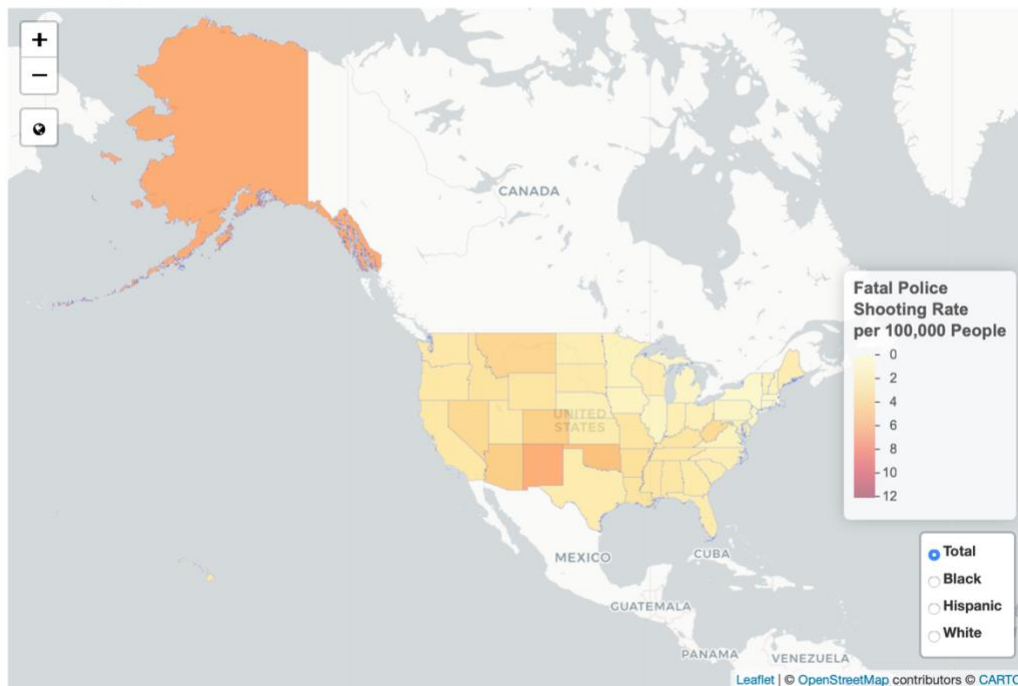 +
−
CANADA
Fatal Police
Shooting Rate
per 100,000 People
0
2
4
6
8
10
12
UNITED
STATES
Total
MEXICO
CUBA
Black
Hispanic
GUATEMALA
White
PANAMA
VENEZUELA
Leaflet | © OpenStreetMap contributors © CARTO